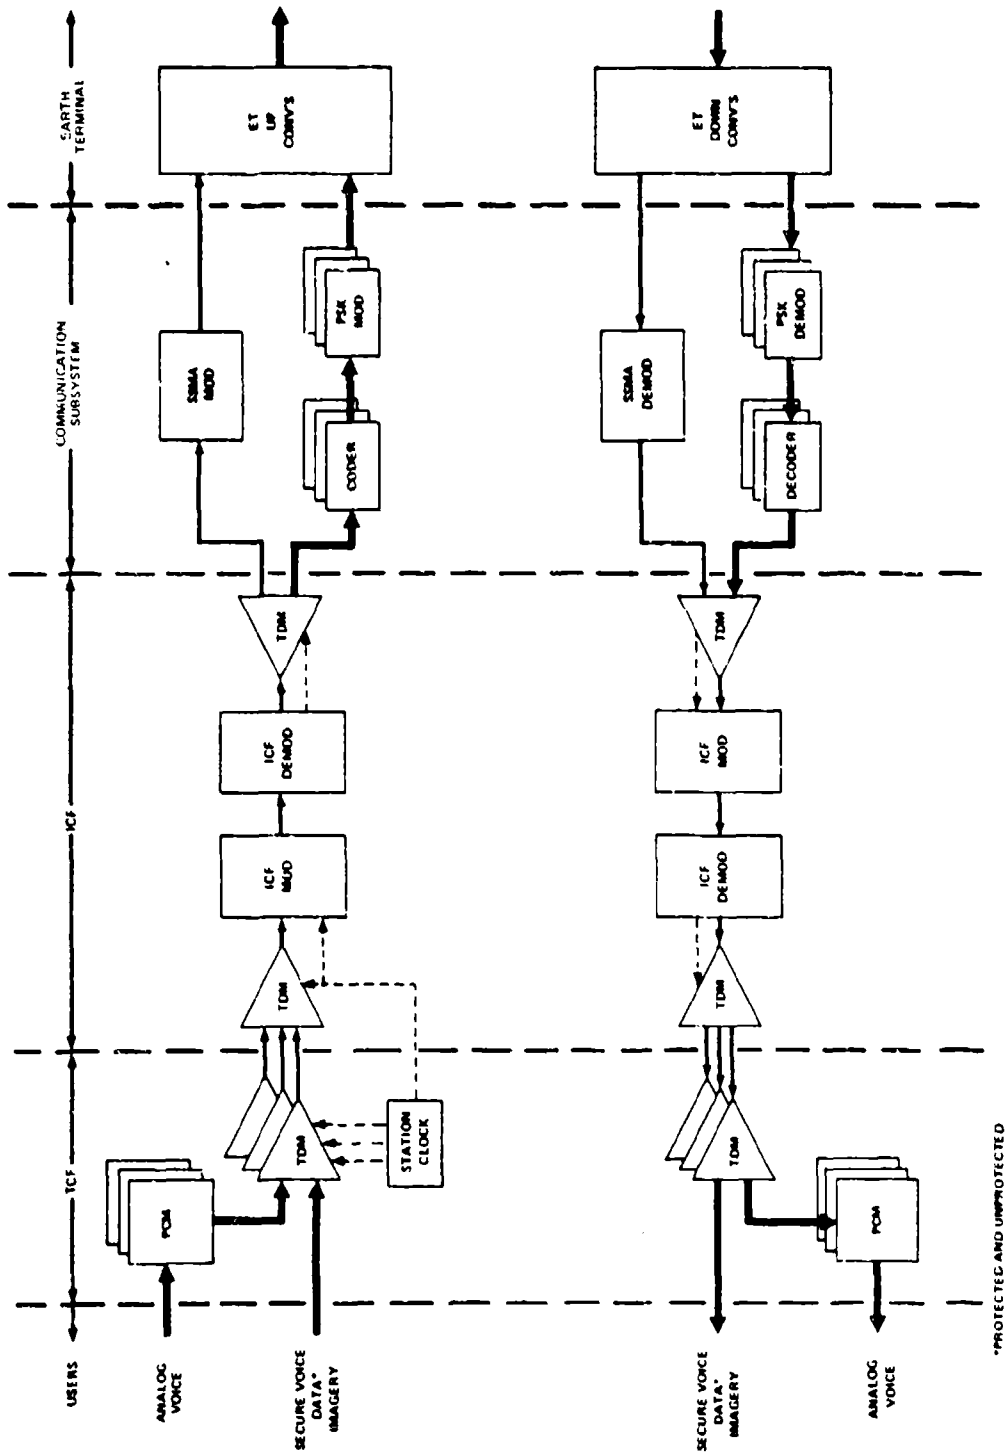 USERS
TCF
ICF
COMMUNICATION
SUBSYSTEM
EARTH
TERMINAL
ANALOG
VOICE
PCM
SECURE VOICE
DATA*
IMAGERY
TDM
STATION
CLOCK
TDM
ICF
MOD
ICF
DEMOD
TDM
SSMA
MOD
CODER
PSK
MOD
ET
UP
CONV'S
SECURE VOICE
DATA*
IMAGERY
ANALOG
VOICE
TDM
PCM
TDM
ICF
DEMOD
ICF
MOD
TDM
SSMA
DEMOD
DECODER
PSK
DEMOD
ET
DOWN
CONV'S
*PROTECTED AND UNPROTECTED